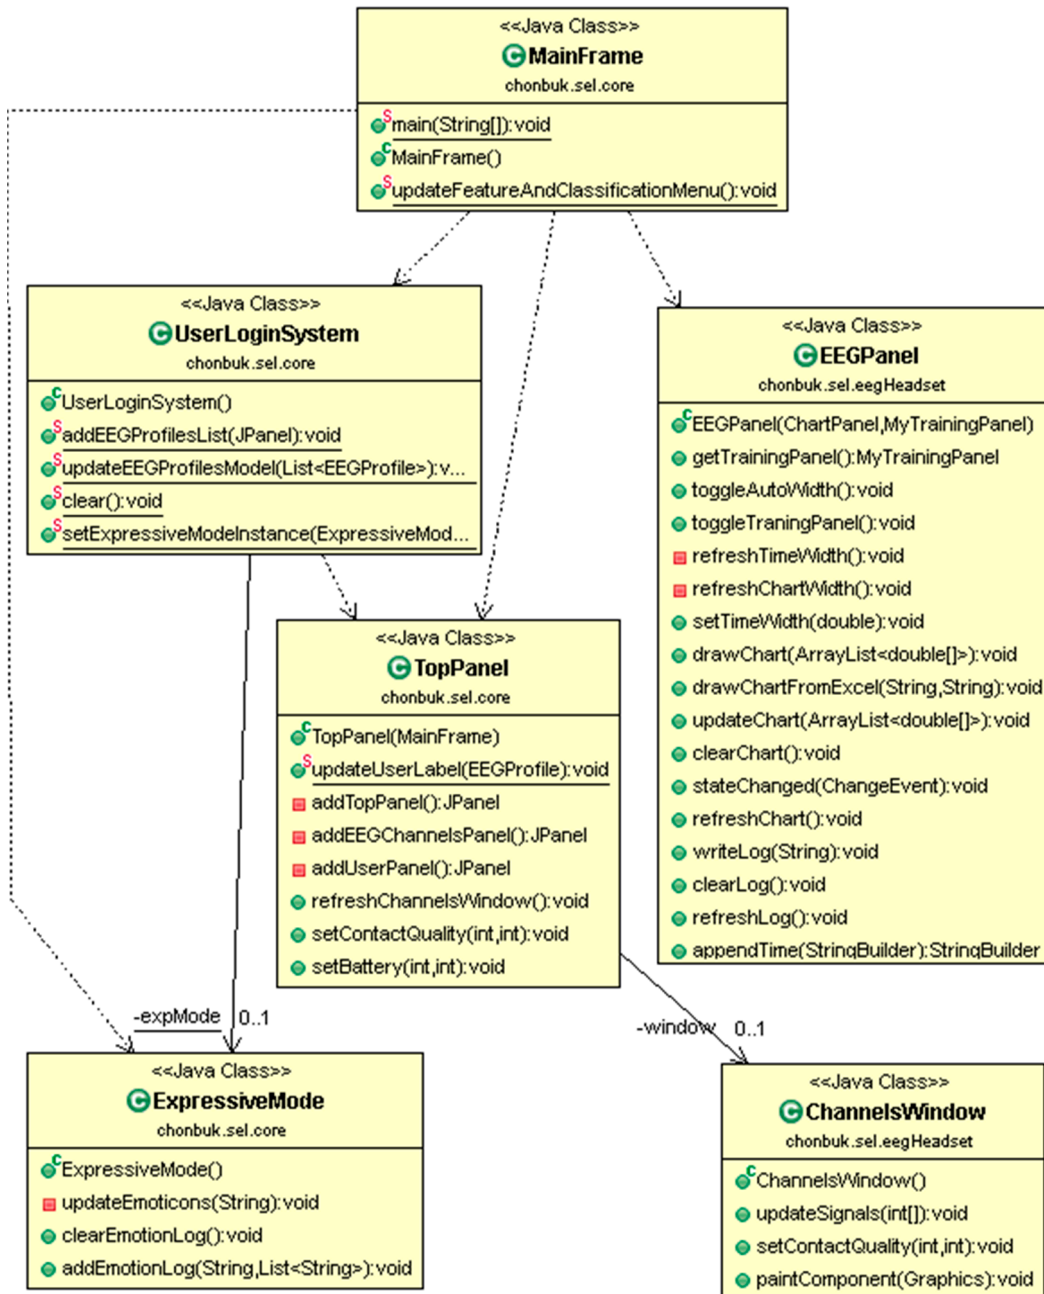 <<Java Class>>
MainFrame
chonbuk.sel.core
main(String[]):void
MainFrame()
updateFeatureAndClassificationMenu():void
<<Java Class>>
UserLoginSystem
chonbuk.sel.core
UserLoginSystem()
addEEGProfilesList(JPanel):void
updateEEGProfilesModel(List<EEGProfile>):v...
clear():void
setExpressiveModeInstance(ExpressiveMod...
<<Java Class>>
EEGPanel
chonbuk.sel.eegHeadset
EEGPanel(ChartPanel,MyTrainingPanel)
getTrainingPanel():MyTrainingPanel
toggleAutoWidth():void
toggleTraningPanel():void
refreshTimeWidth():void
refreshChartWidth():void
setTimeWidth(double):void
drawChart(ArrayList<double[]>):void
drawChartFromExcel(String,String):void
updateChart(ArrayList<double[]>):void
clearChart():void
stateChanged(ChangeEvent):void
refreshChart():void
writeLog(String):void
clearLog():void
refreshLog():void
appendTime(StringBuilder):StringBuilder
<<Java Class>>
TopPanel
chonbuk.sel.core
TopPanel(MainFrame)
updateUserLabel(EEGProfile):void
addTopPanel():JPanel
addEEGChannelsPanel():JPanel
addUserPanel():JPanel
refreshChannelsWindow():void
setContactQuality(int,int):void
setBattery(int,int):void
-expMode 0..1
-window 0..1
<<Java Class>>
ExpressiveMode
chonbuk.sel.core
ExpressiveMode()
updateEmoticons(String):void
clearEmotionLog():void
addEmotionLog(String,List<String>):void
<<Java Class>>
ChannelsWindow
chonbuk.sel.eegHeadset
ChannelsWindow()
updateSignals(int[]):void
setContactQuality(int,int):void
paintComponent(Graphics):void